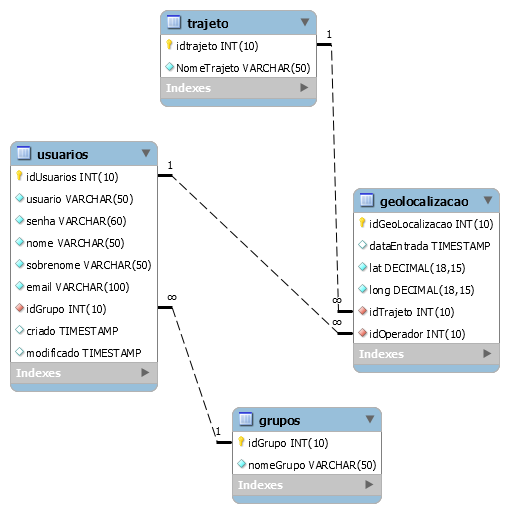 trajeto
idtrajeto INT(10)
NomeTrajeto VARCHAR(50)
Indexes
1
usuarios
idUsuarios INT(10)
usuario VARCHAR(50)
senha VARCHAR(60)
nome VARCHAR(50)
sobrenome VARCHAR(50)
email VARCHAR(100)
idGrupo INT(10)
criado TIMESTAMP
modificado TIMESTAMP
Indexes
1
∞
geolocalizacao
idGeoLocalizacao INT(10)
dataEntrada TIMESTAMP
lat DECIMAL(18,15)
long DECIMAL(18,15)
idTrajeto INT(10)
idOperador INT(10)
Indexes
∞
∞
grupos
idGrupo INT(10)
nomeGrupo VARCHAR(50)
Indexes
1